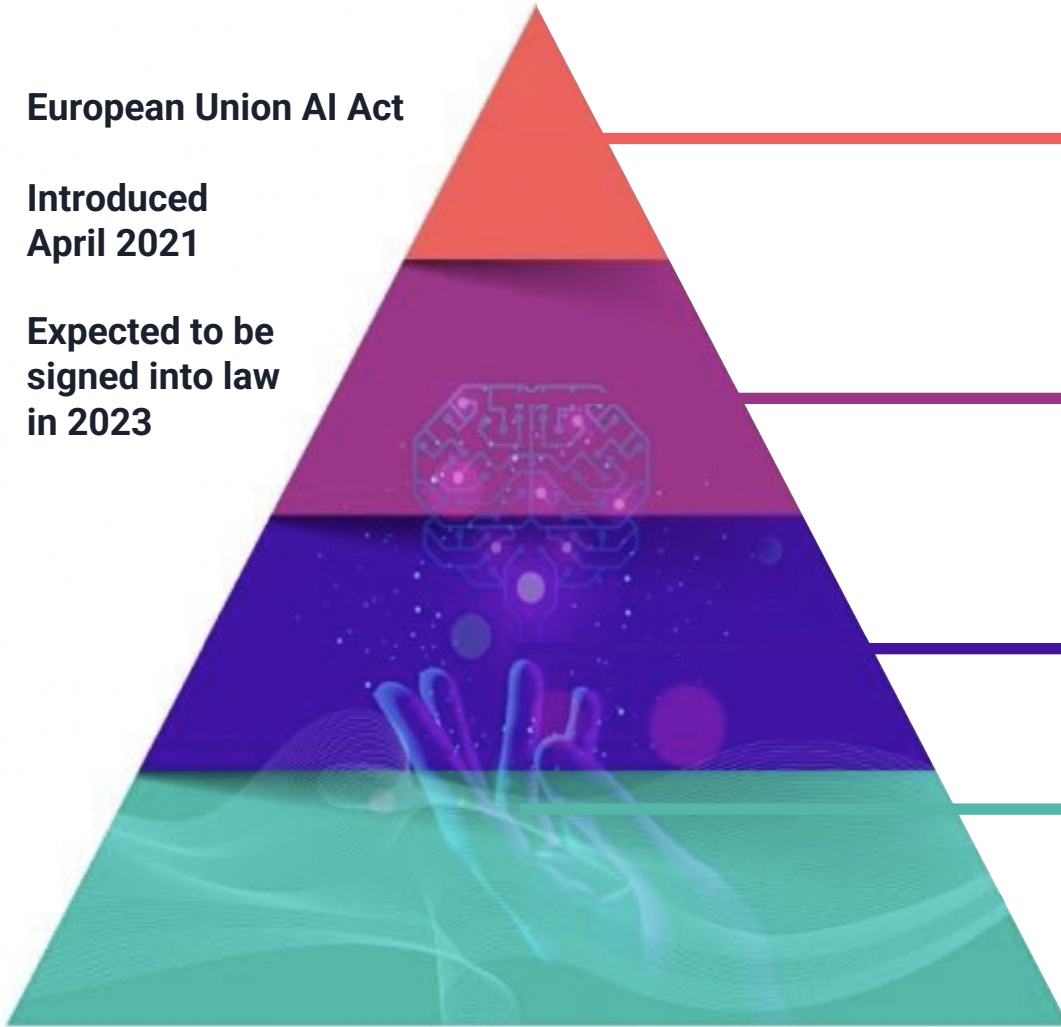 European Union AI Act
Introduced
April 2021
Expected to be
signed into law
in 2023